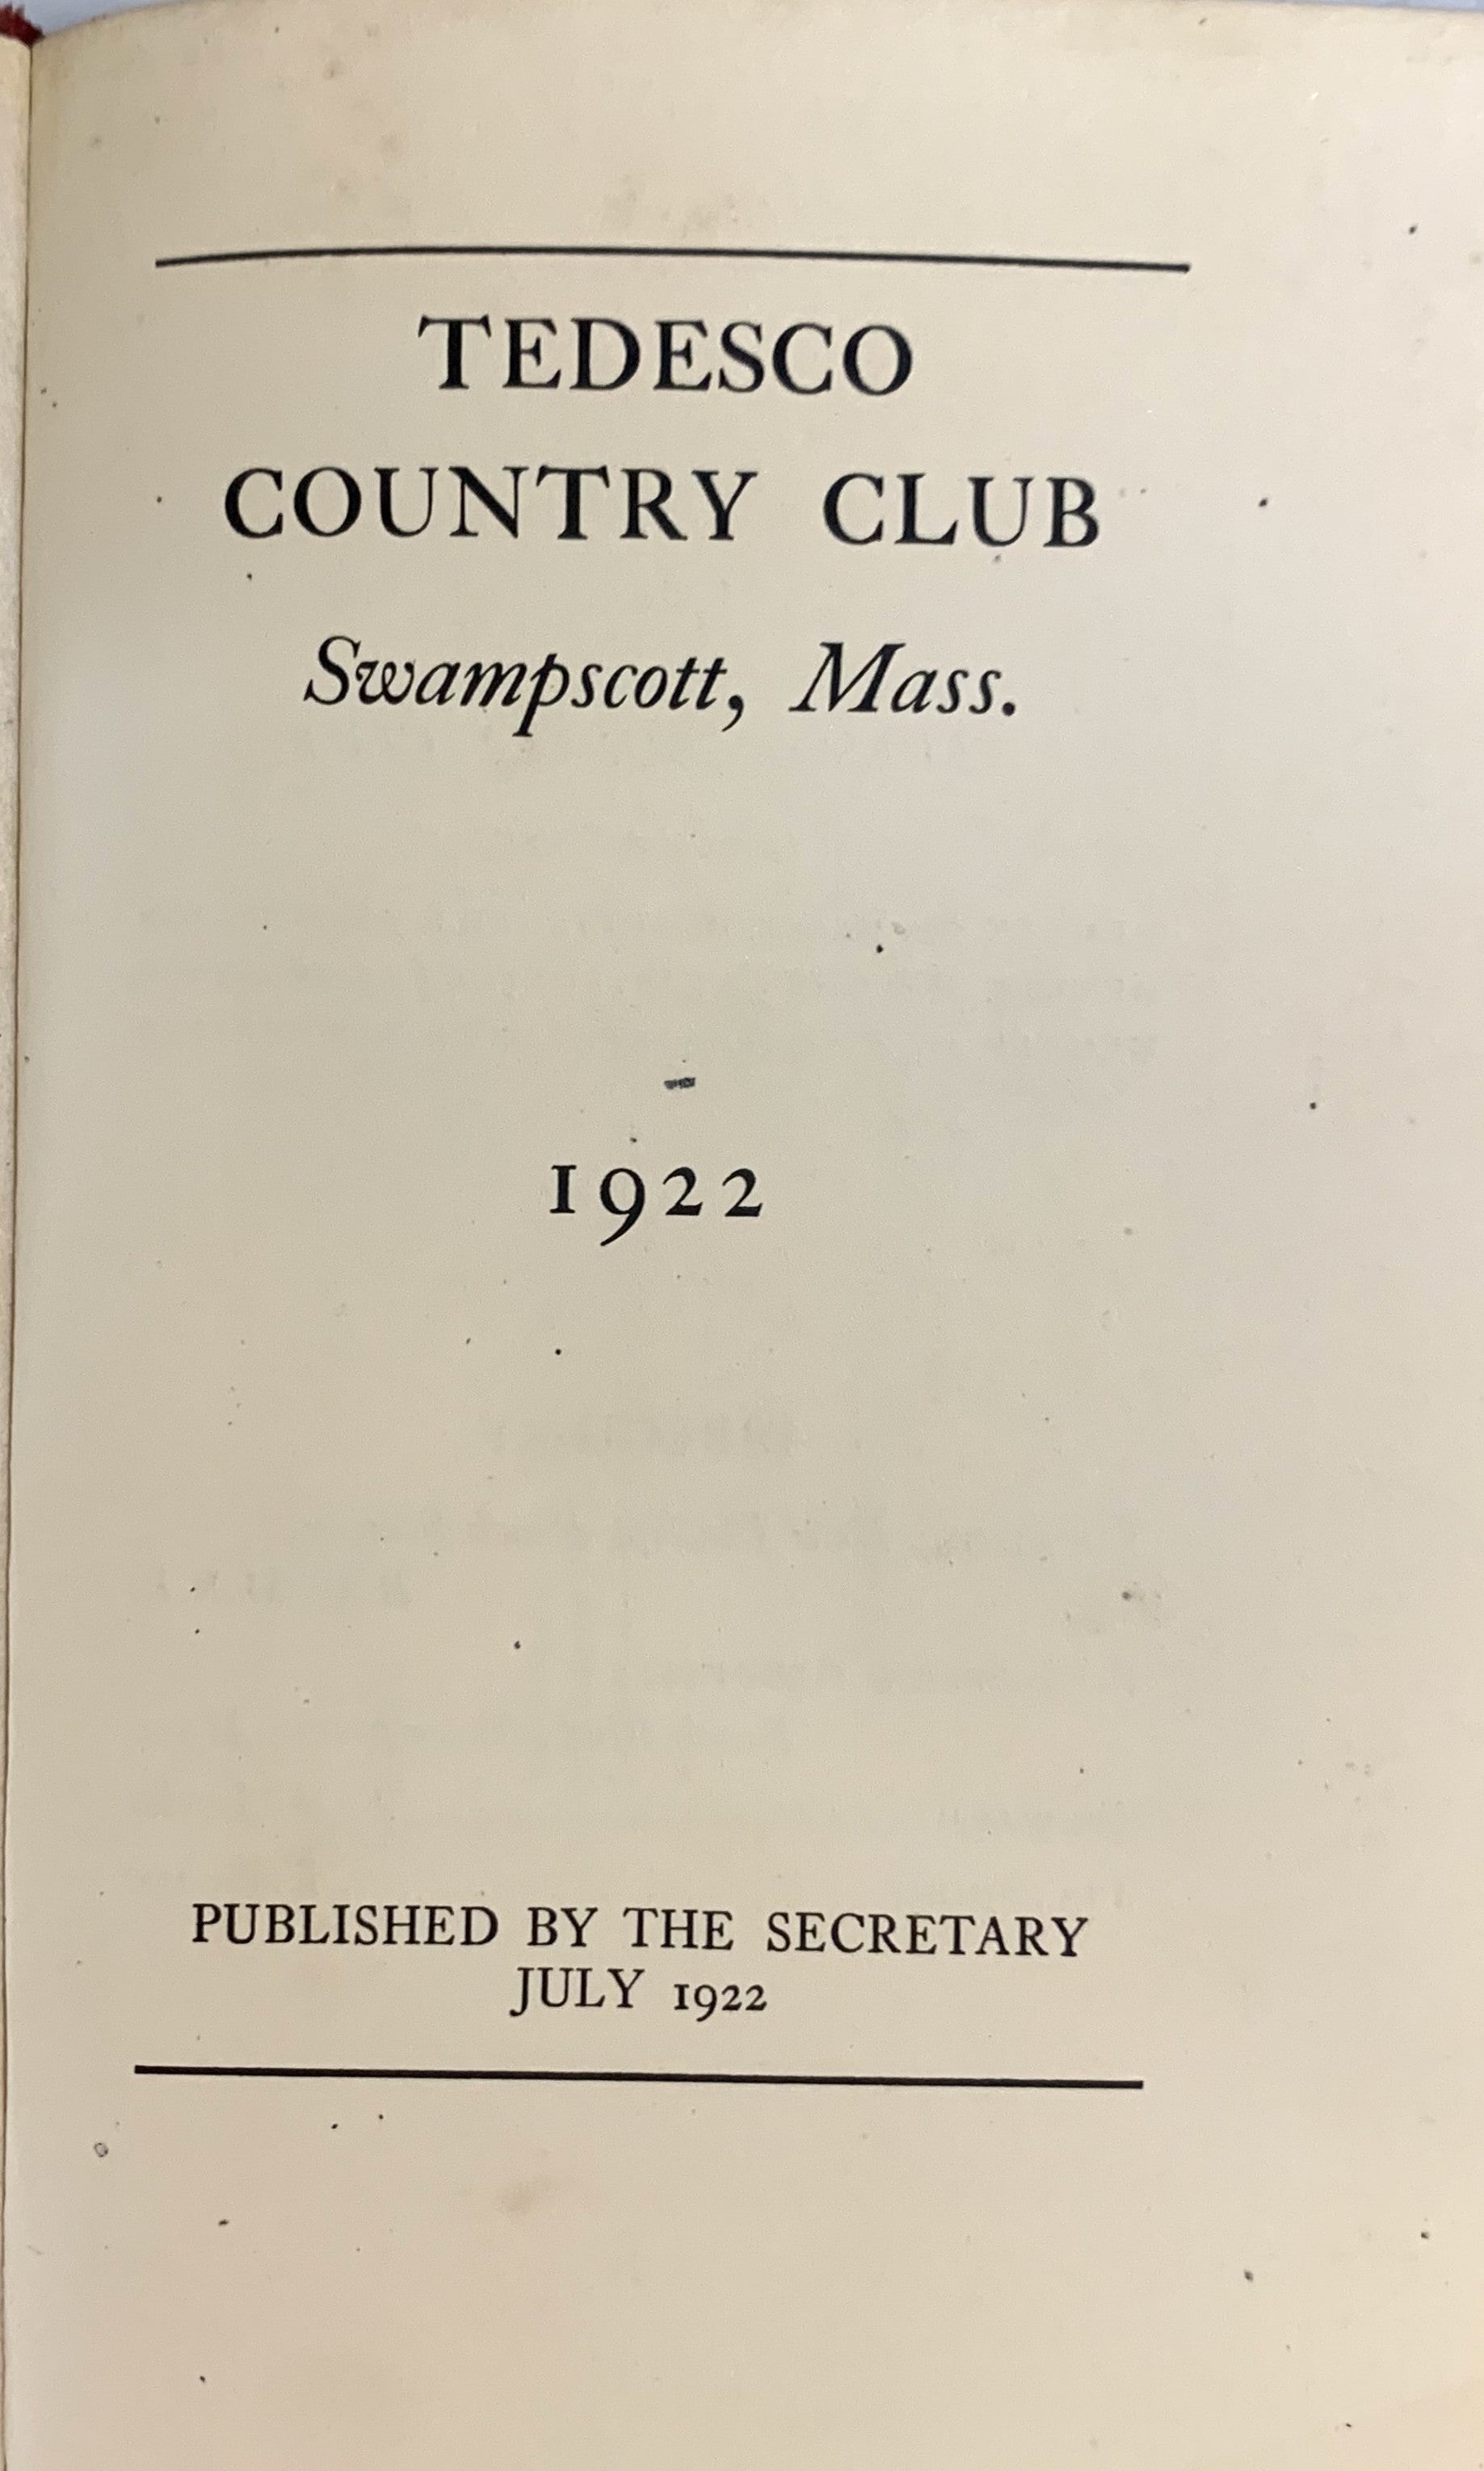 TEDESCO
COUNTRY CLUB
Swampscott, Mass.
1922
PUBLISHED BY THE SECRETARY
JULY 1922